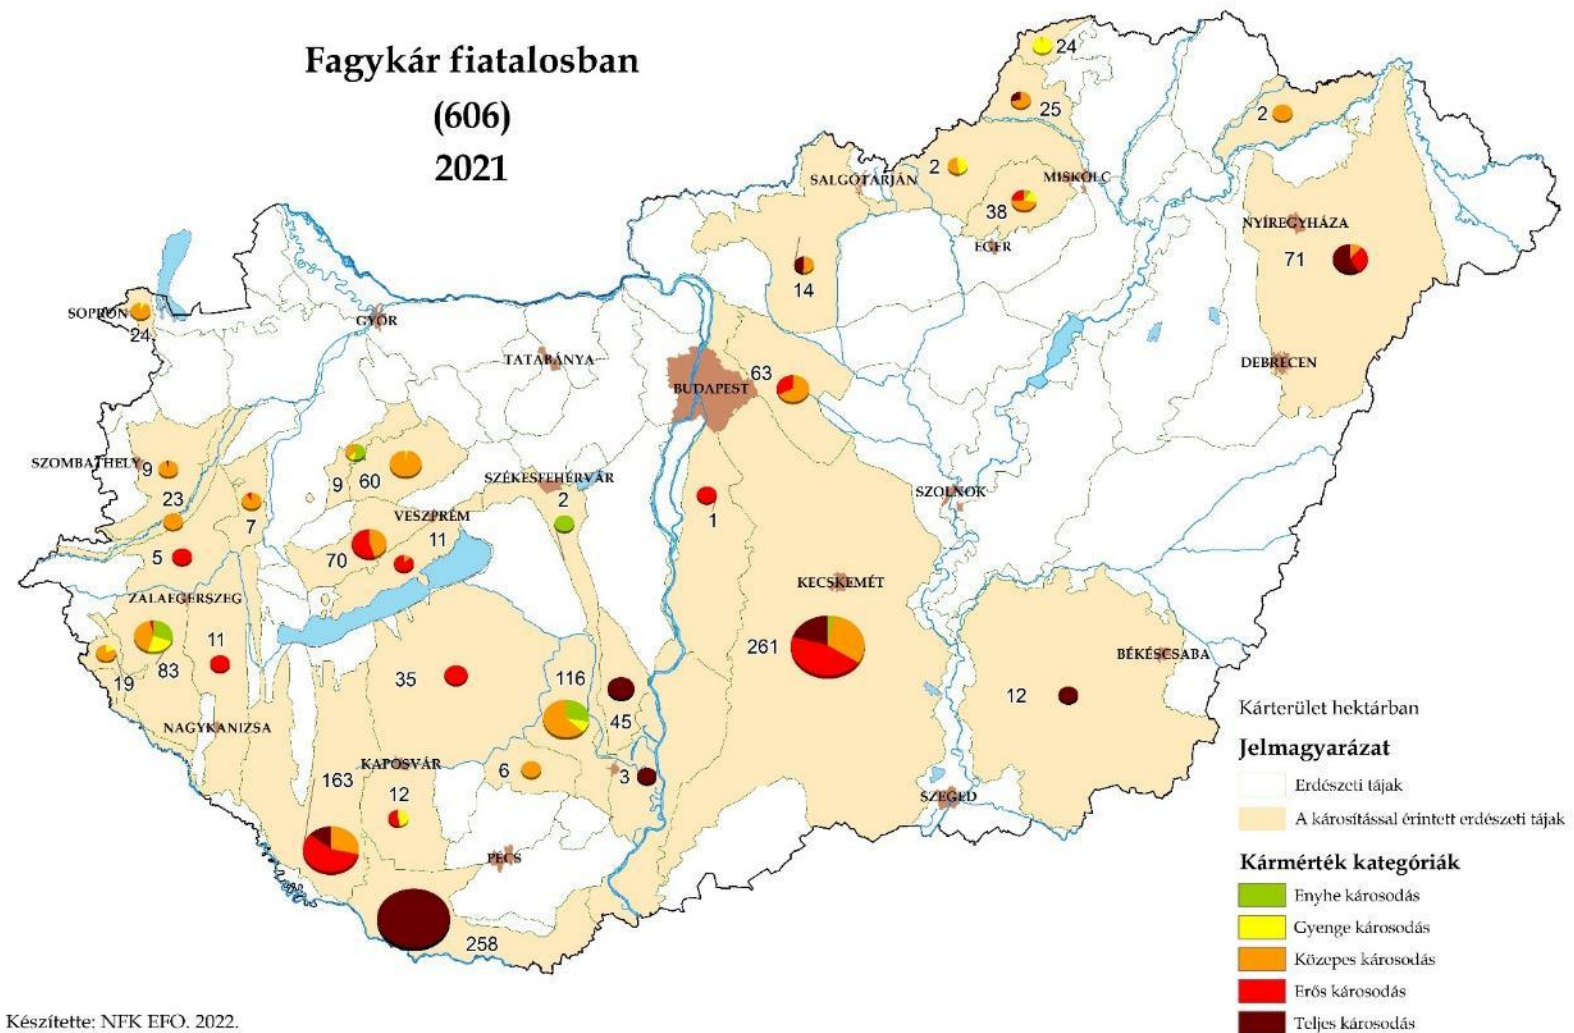 Fagykár fiatalosban
(606)
2021
24
25
2
2
SALGÓTARJÁN
MISKOLC
38
NYÍREGYHÁZA
EGER
71
14
SOPRON
24
GYŐR
TATABÁNYA
DEBRECEN
63
BUDAPEST
SZOMBATHELY
9
9
60
SZÉKESFEHÉRVÁR
SZOLNOK
23
2
7
VESZPRÉM
1
11
5
70
KECSKEMÉT
ZALAEGERSZEG
11
261
BÉKÉSCSABA
83
19
35
116
12
45
NAGYKANIZSA
KAPOSVÁR
6
3
163
12
SZEGED
PÉCS
258
Kárterület hektárban
Jelmagyarázat
Erdészeti tájak
A károsítással érintett erdészeti tájak
Kármérték kategóriák
Enyhe károsodás
Gyenge károsodás
Közepes károsodás
Erős károsodás
Teljes károsodás
Készítette: NFK EFO. 2022.